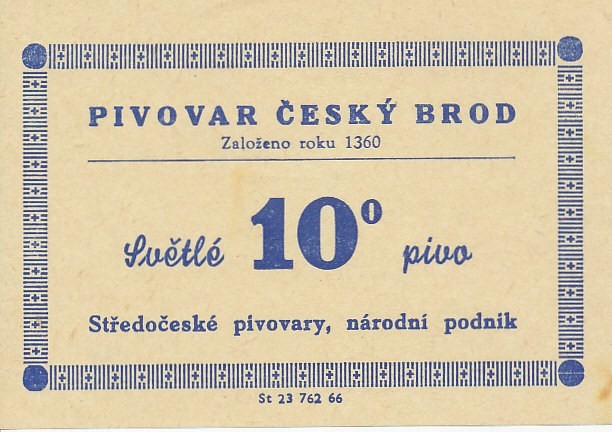 PIVOVAR ČESKÝ BROD
Založeno roku 1360
Světlé 10° pivo
Středočeské pivovary, národní podnik
St 23 762 66